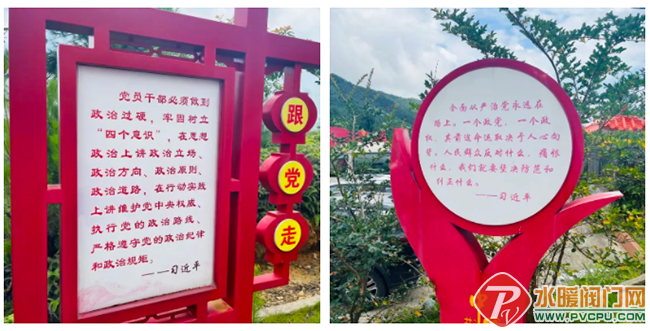 党员干部必须做到
政治过硬，牢固树立
“四个意识”，在思想
政治上讲政治立场、
政治方向、政治原则、
政治道路，在行动实践
上讲维护党中央权威、
执行党的政治路线、
严格遵守党的政治纪律
和政治规矩。
——习近平
跟
党
走
全面从严治党永远在
路上。一个政党，一个政
权，其前途命运取决于人心向
背。人民群众反对什么、痛恨
什么，我们就要坚决防范和
纠正什么。
——习近平
PV
水暖阀门网
WWW.PVCPU.COM